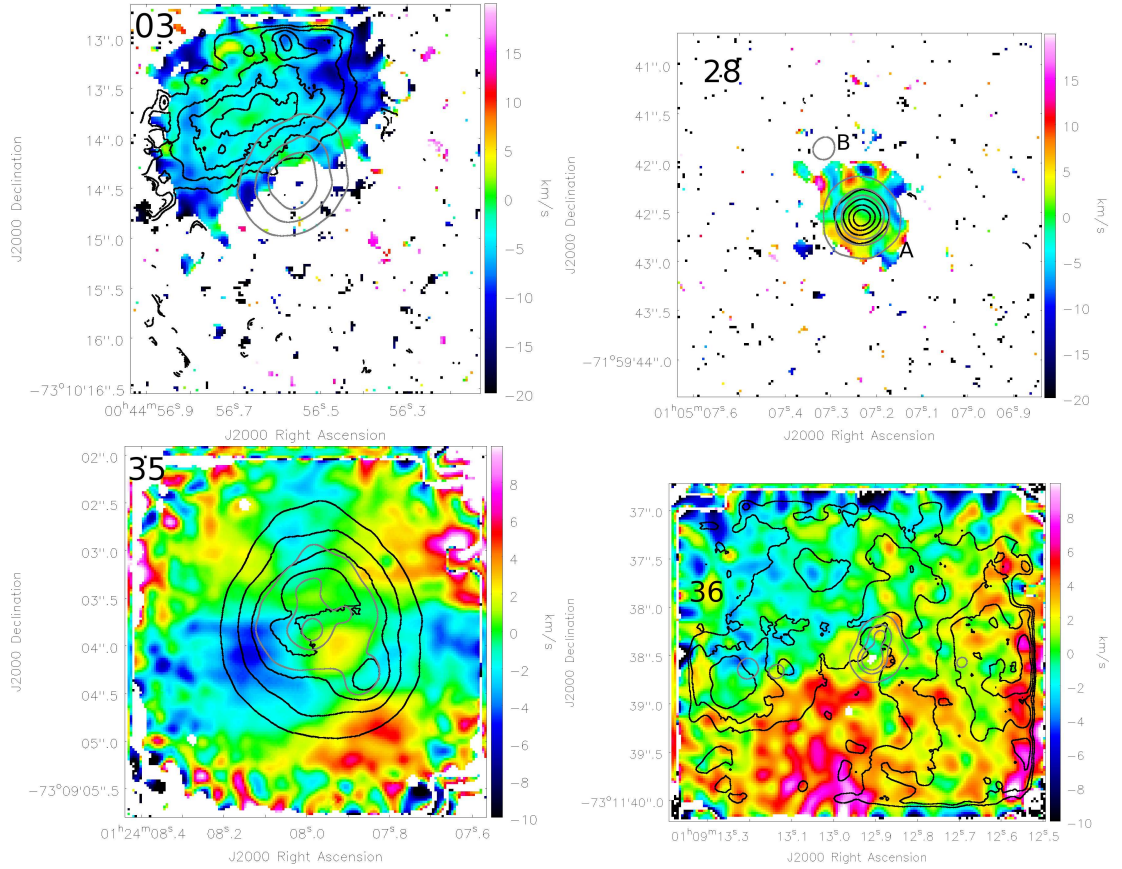 03
13".0
13".5
14".0
14".5
15".0
15".5
16".0
−73°10'16".5
J2000 Declination
00ʰ44ᵐ56ˢ.9
56ˢ.7
56ˢ.5
56ˢ.3
J2000 Right Ascension
15
10
5
0
−5
−10
−15
−20
km/s
28
B
A
41".0
41".5
42".0
42".5
43".0
43".5
−71°59'44".0
J2000 Declination
01ʰ05ᵐ07ˢ.6
07ˢ.4
07ˢ.3
07ˢ.2
07ˢ.1
07ˢ.0
06ˢ.9
J2000 Right Ascension
15
10
5
0
−5
−10
−15
−20
km/s
35
02".0
02".5
03".0
03".5
04".0
04".5
05".0
−73°09'05".5
J2000 Declination
01ʰ24ᵐ08ˢ.4
08ˢ.2
08ˢ.0
07ˢ.8
07ˢ.6
J2000 Right Ascension
8
6
4
2
0
−2
−4
−6
−8
−10
km/s
36
37".0
37".5
38".0
38".5
39".0
39".5
−73°11'40".0
J2000 Declination
01ʰ09ᵐ13ˢ.3
13ˢ.1
13ˢ.0
12ˢ.9
12ˢ.8
12ˢ.7
12ˢ.6
12ˢ.5
J2000 Right Ascension
8
6
4
2
0
−2
−4
−6
−8
−10
km/s